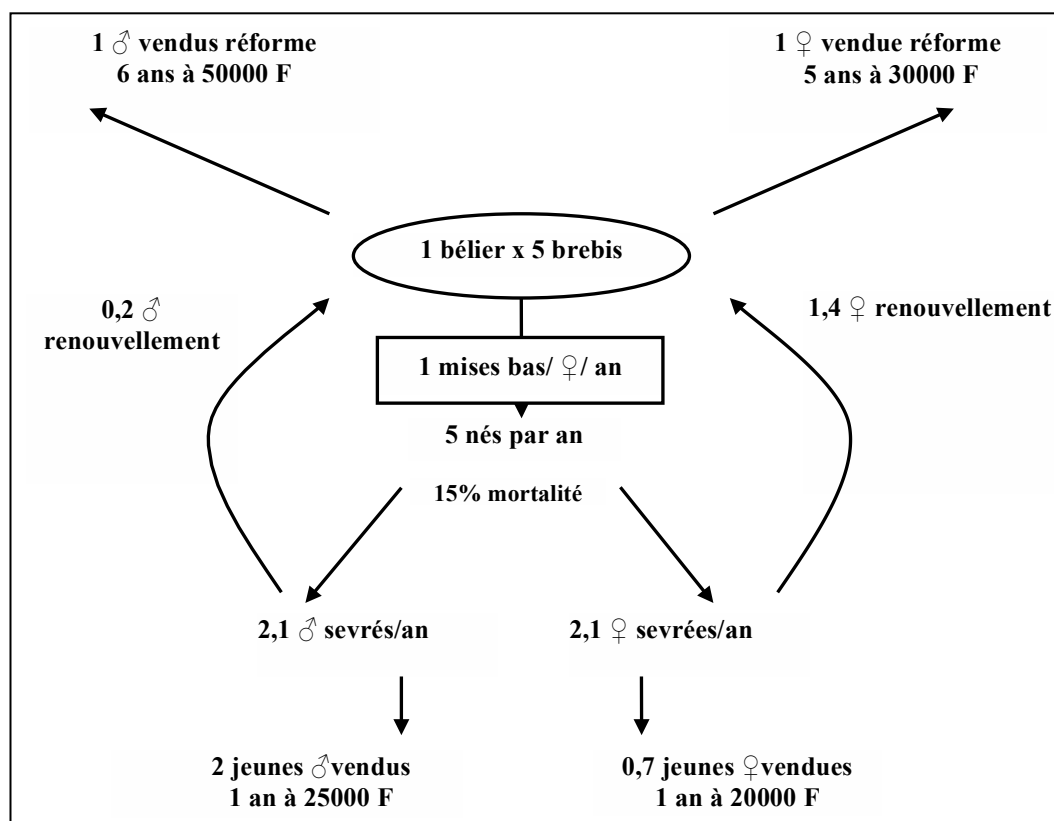 1 ♂ vendus réforme
6 ans à 50000 F
1 ♀ vendue réforme
5 ans à 30000 F
1 bélier x 5 brebis
0,2 ♂
renouvellement
1,4 ♀ renouvellement
1 mises bas/ ♀/ an
5 nés par an
15% mortalité
2,1 ♂ sevrés/an
2,1 ♀ sevrées/an
2 jeunes ♂vendus
1 an à 25000 F
0,7 jeunes ♀vendues
1 an à 20000 F